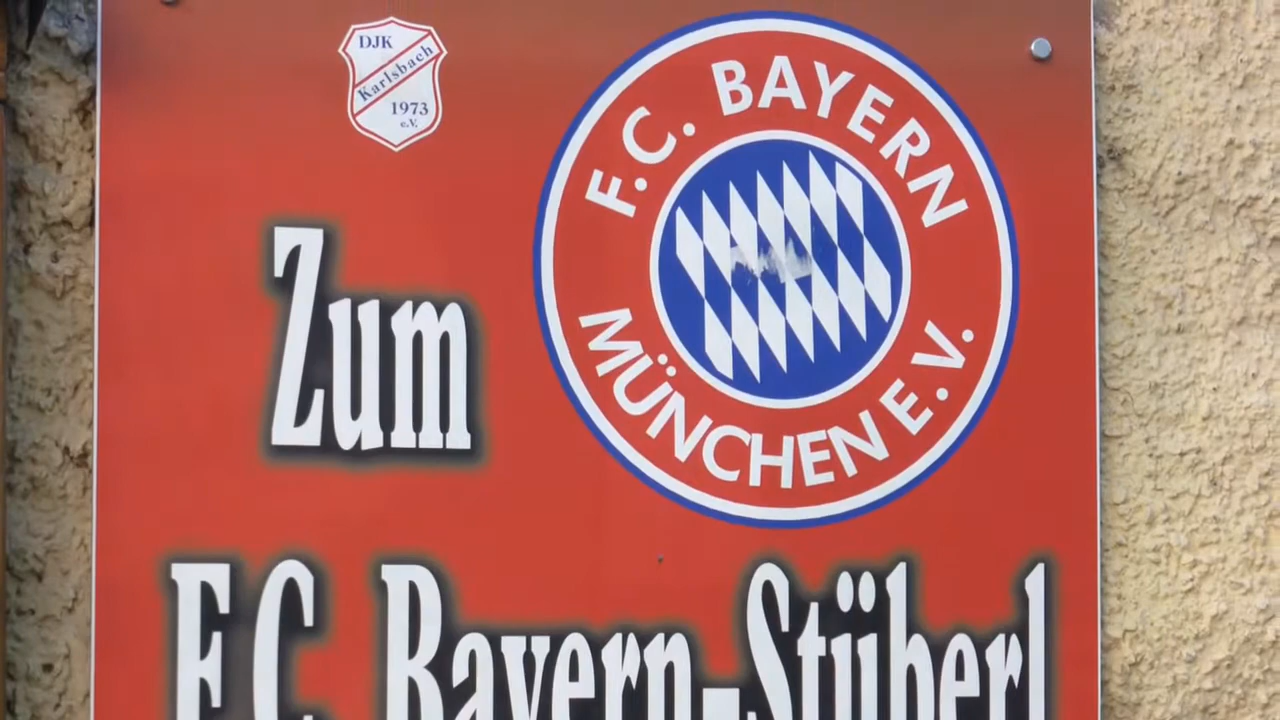 DJK
Karlsbach
1973
e.V.
F.C. BAYERN
MÜNCHEN E.V.
Zum
F.C. Bayern-Stüberl